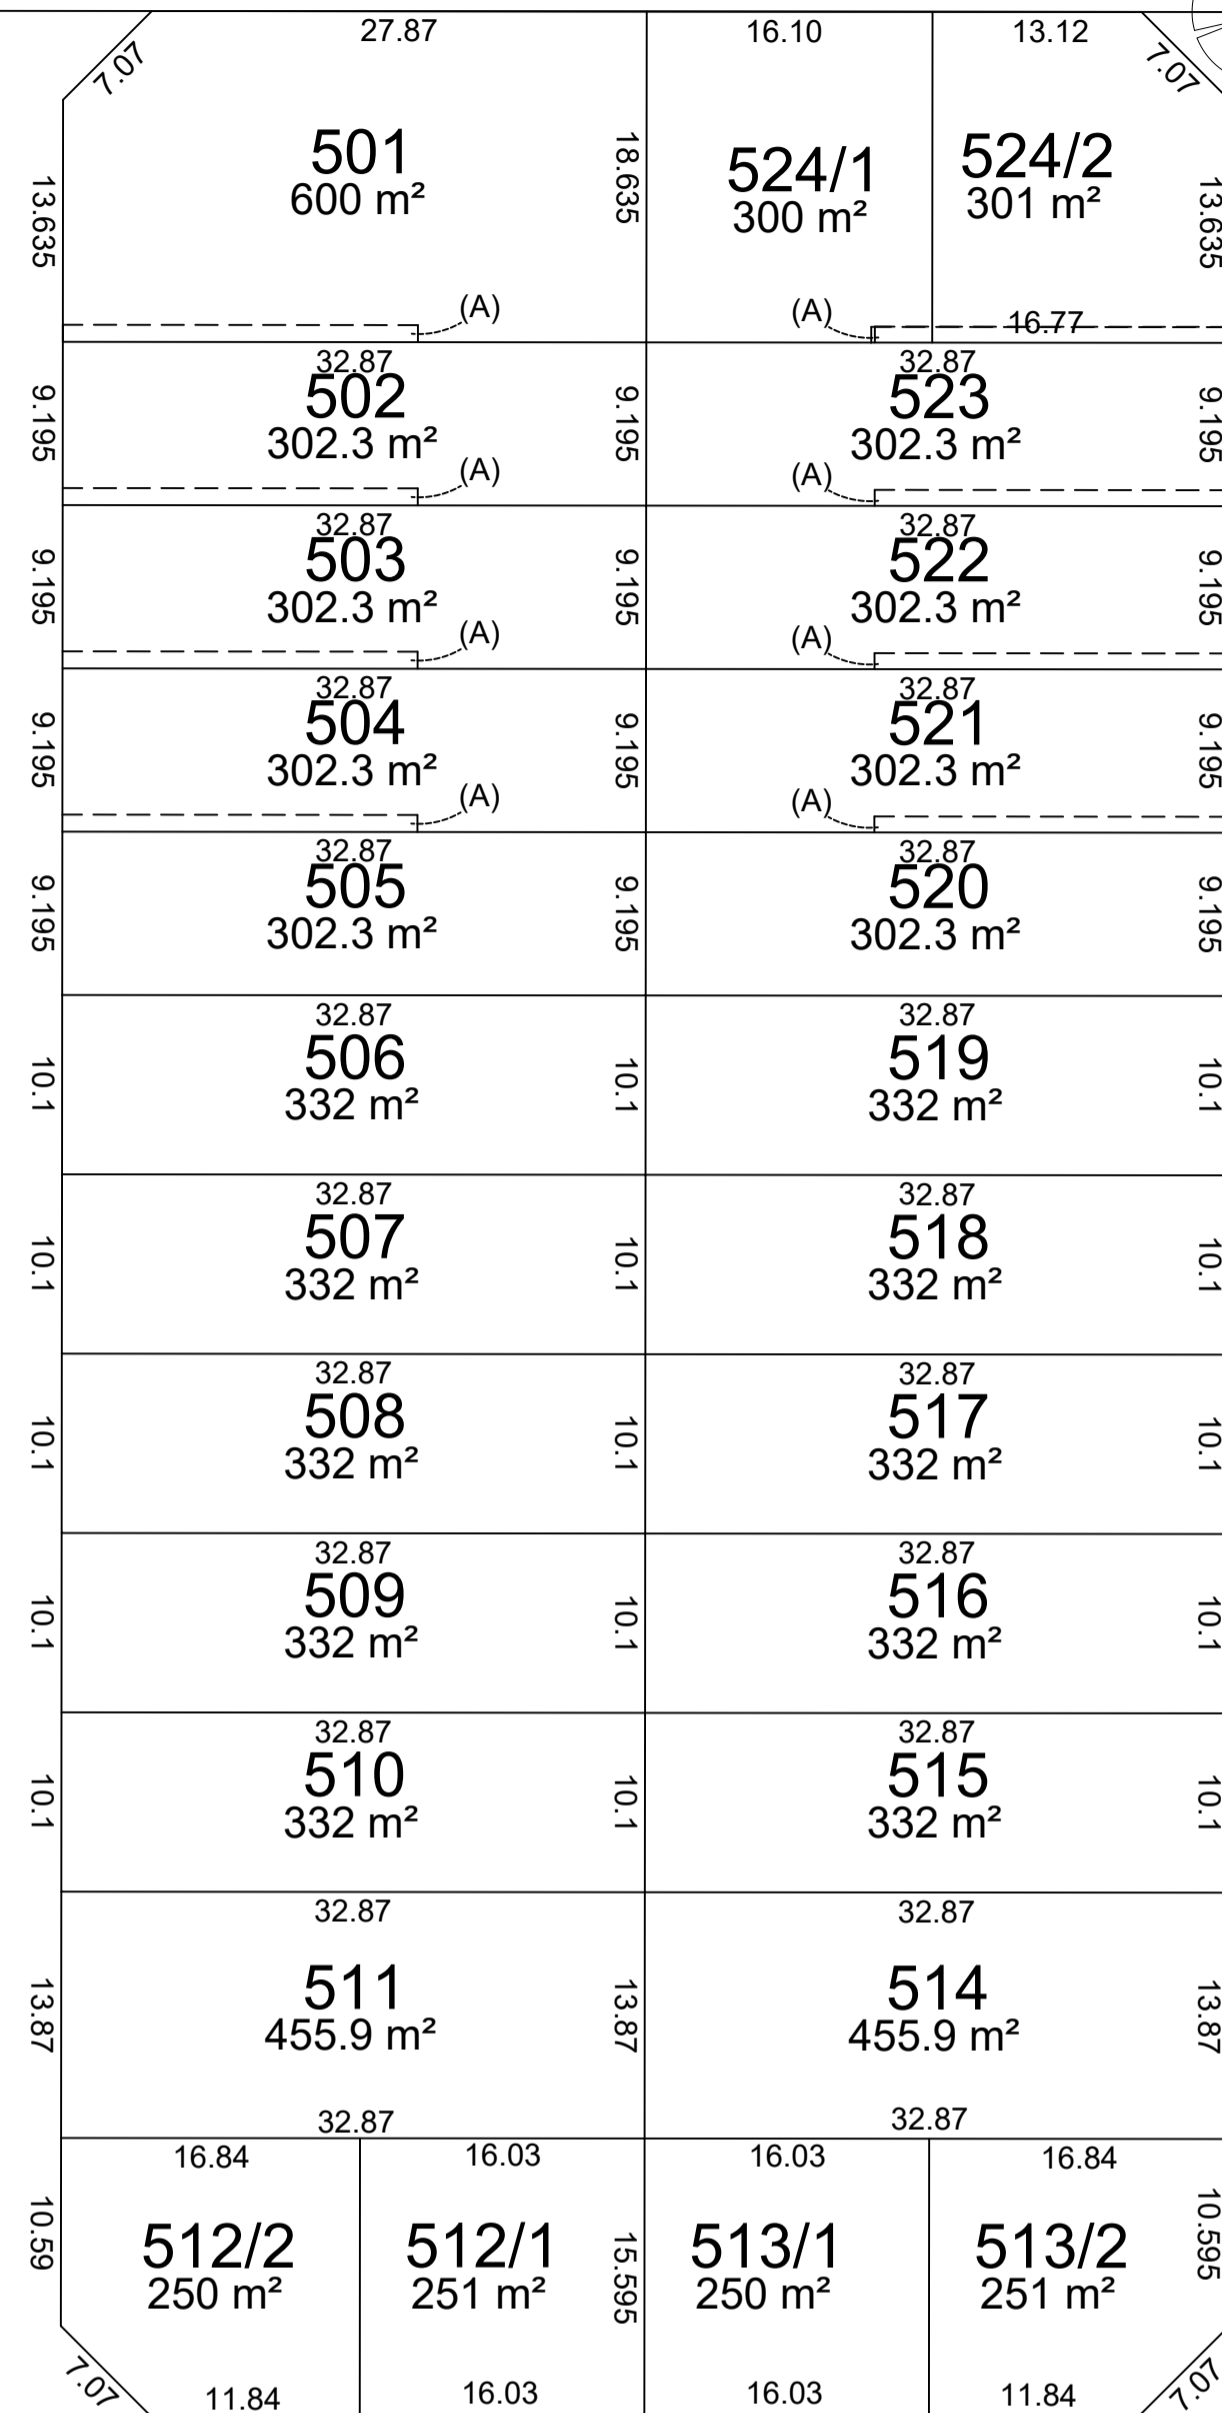 27.87
16.10
13.12
7.07
7.07
501
600 m²
13.635
18.635
524/1
300 m²
524/2
301 m²
13.635
(A)
(A)
16.77
32.87
502
302.3 m²
9.195
9.195
(A)
32.87
523
302.3 m²
9.195
(A)
32.87
503
302.3 m²
9.195
9.195
(A)
32.87
522
302.3 m²
9.195
(A)
32.87
504
302.3 m²
9.195
9.195
(A)
32.87
521
302.3 m²
9.195
(A)
32.87
505
302.3 m²
9.195
9.195
32.87
520
302.3 m²
9.195
32.87
506
332 m²
10.1
10.1
32.87
519
332 m²
10.1
32.87
507
332 m²
10.1
10.1
32.87
518
332 m²
10.1
32.87
508
332 m²
10.1
10.1
32.87
517
332 m²
10.1
32.87
509
332 m²
10.1
10.1
32.87
516
332 m²
10.1
32.87
510
332 m²
10.1
10.1
32.87
515
332 m²
10.1
32.87
511
455.9 m²
13.87
13.87
32.87
32.87
514
455.9 m²
13.87
32.87
16.84
16.03
16.03
16.84
10.59
512/2
250 m²
512/1
251 m²
15.595
513/1
250 m²
513/2
251 m²
10.595
7.07
11.84
16.03
16.03
11.84
7.07